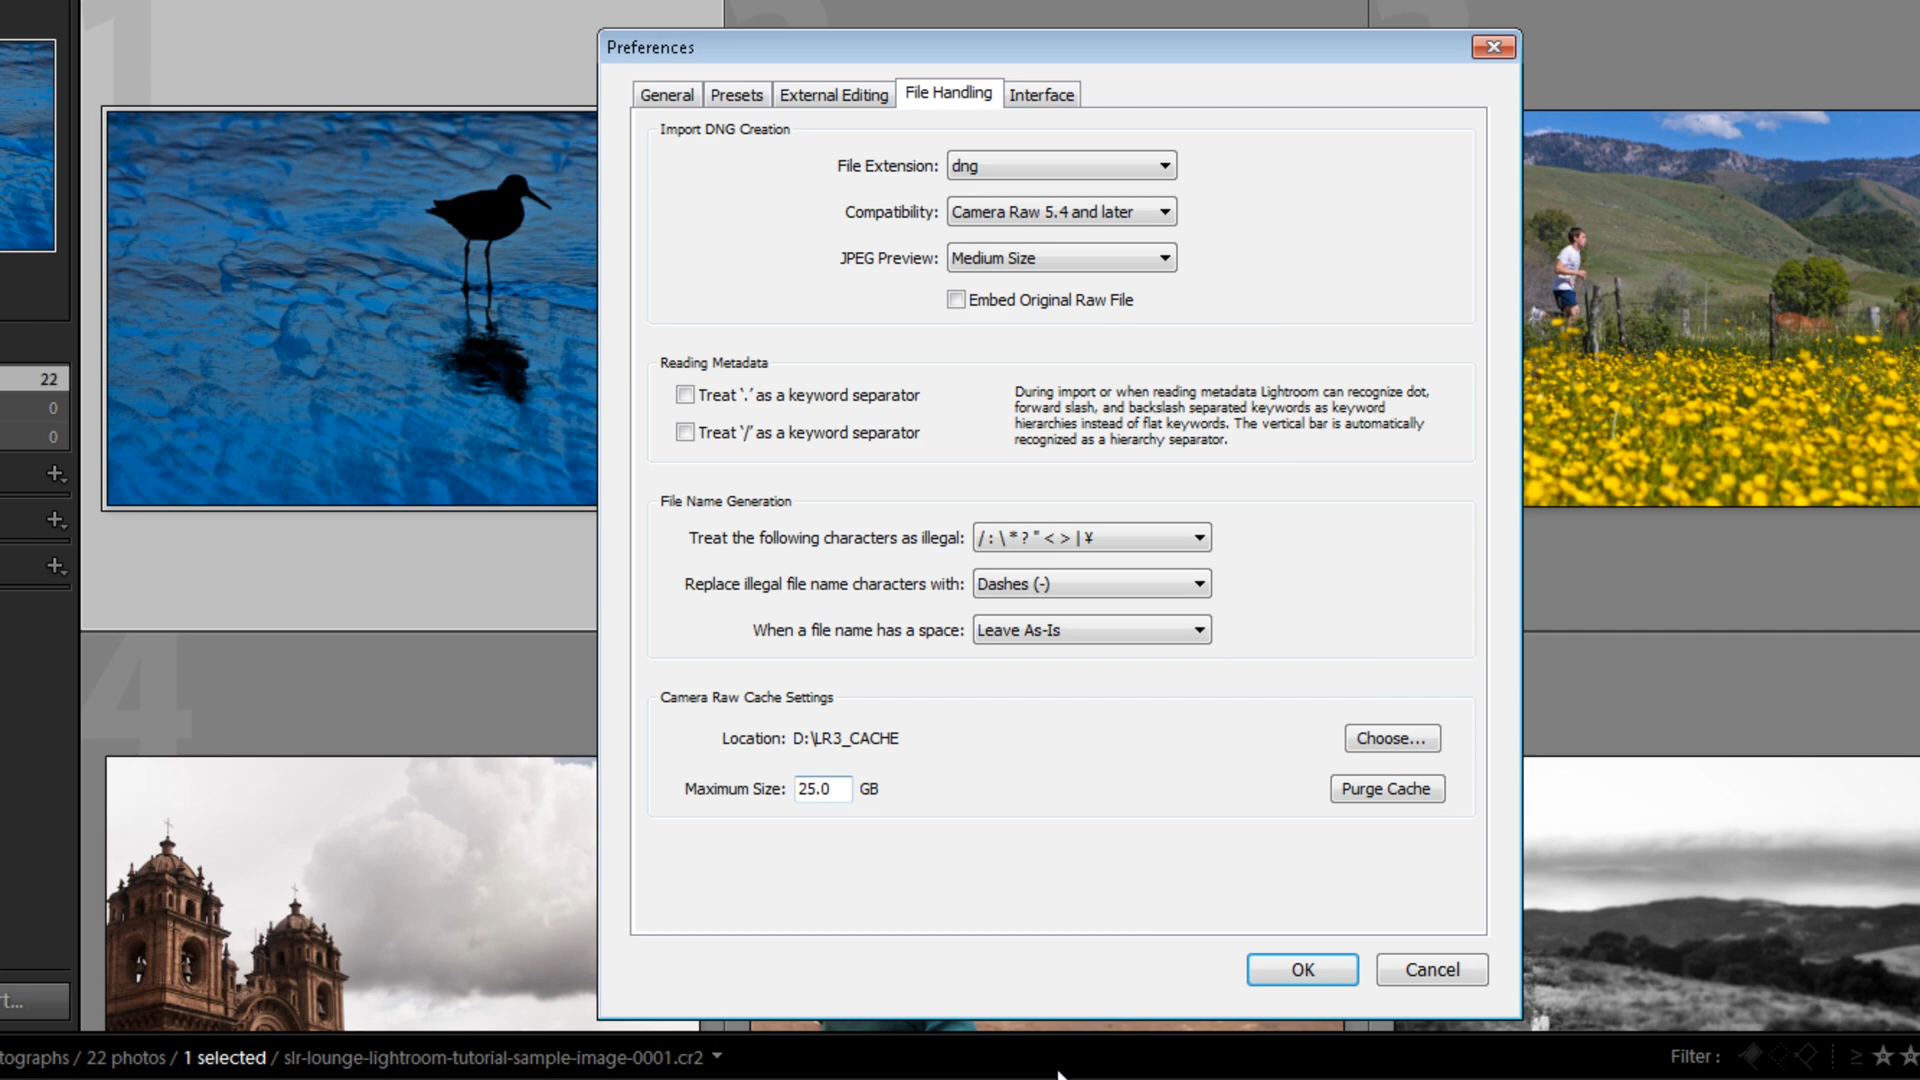 1
2
3
Preferences
General
Presets
External Editing
File Handling
Interface
Import DNG Creation
File Extension: dng
Compatibility: Camera Raw 5.4 and later
JPEG Preview: Medium Size
Embed Original Raw File
22
0
0
Reading Metadata
Treat '.' as a keyword separator
Treat '/' as a keyword separator
During import or when reading metadata Lightroom can recognize dot,
forward slash, and backslash separated keywords as keyword
hierarchies instead of flat keywords. The vertical bar is automatically
recognized as a hierarchy separator.
File Name Generation
Treat the following characters as illegal: / : \ * ? " < > | ¥
Replace illegal file name characters with: Dashes (-)
When a file name has a space: Leave As-Is
4
Camera Raw Cache Settings
Location: D:\LR3_CACHE
Choose...
Maximum Size: 25.0 GB
Purge Cache
OK
Cancel
t...
tographs / 22 photos / 1 selected / slr-lounge-lightroom-tutorial-sample-image-0001.cr2
Filter : ≥